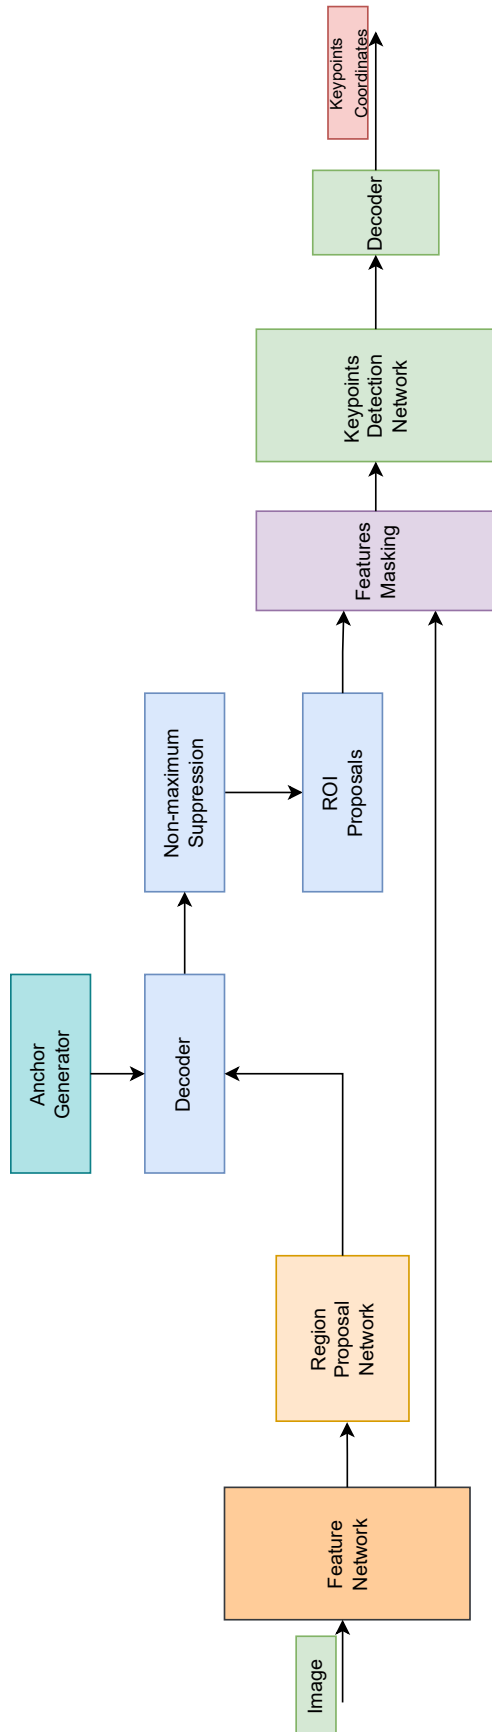 Image
Feature
Network
Region
Proposal
Network
Anchor
Generator
Decoder
Non-maximum
Suppression
ROI
Proposals
Features
Masking
Keypoints
Detection
Network
Decoder
Keypoints
Coordinates